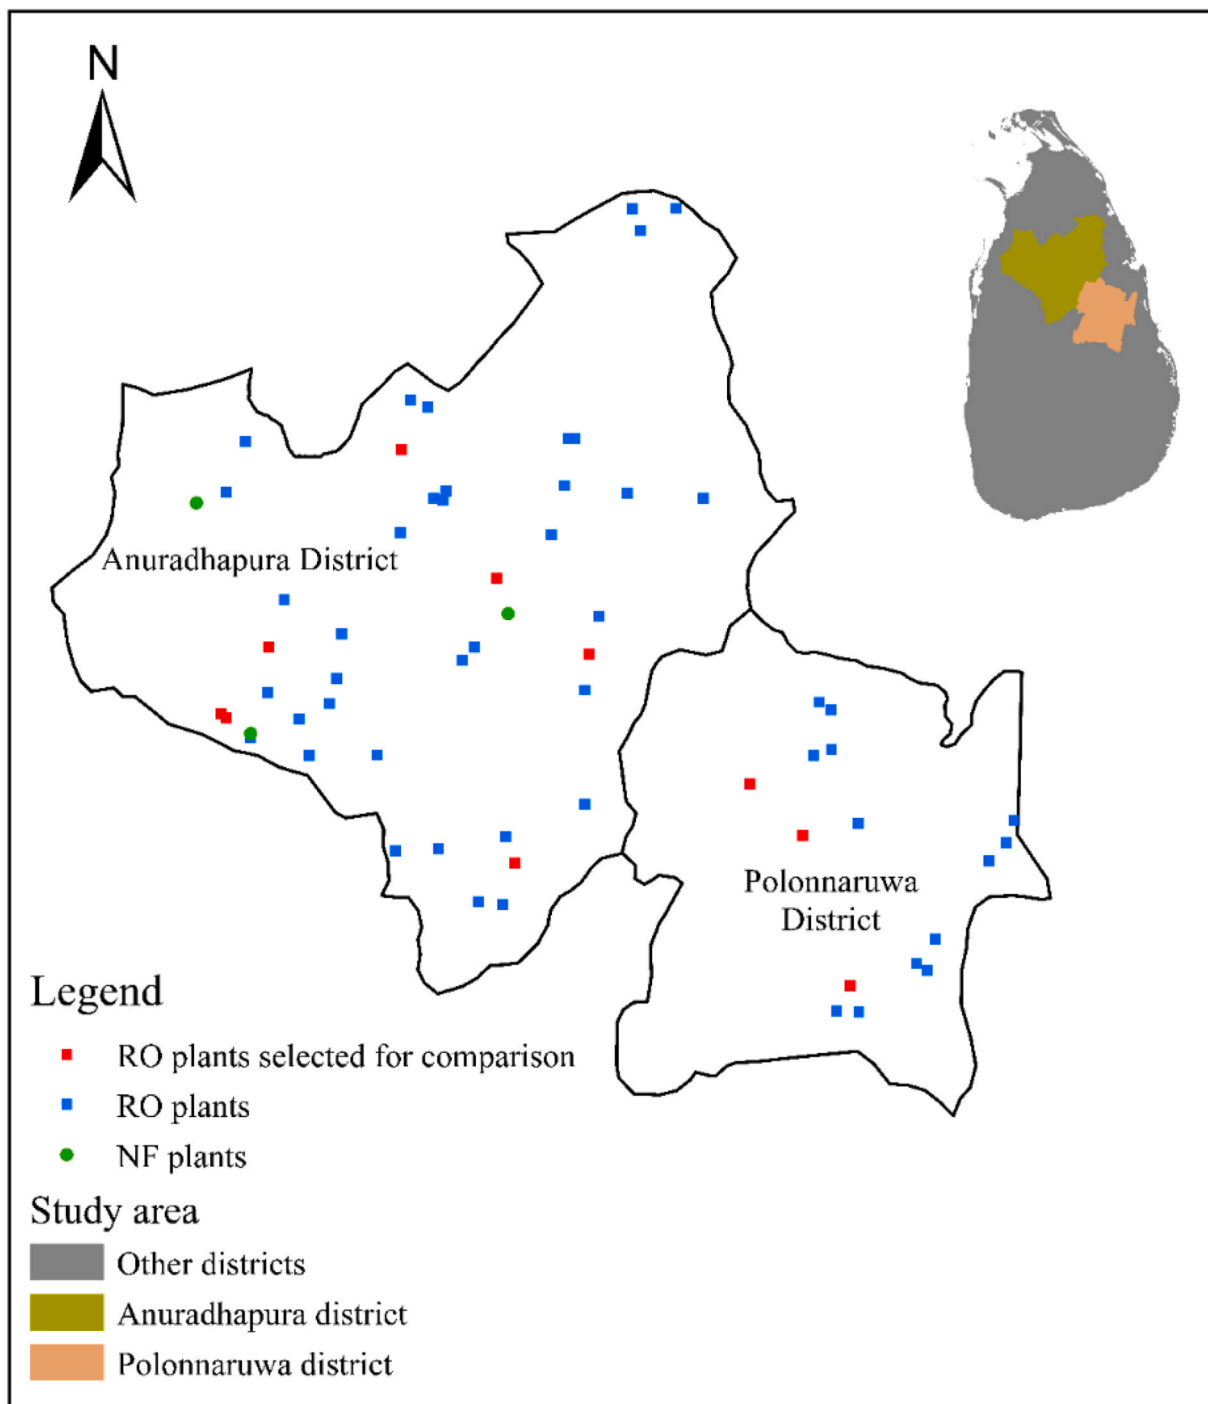 N
Anuradhapura District
Polonnaruwa
District
Legend
RO plants selected for comparison
RO plants
NF plants
Study area
Other districts
Anuradhapura district
Polonnaruwa district